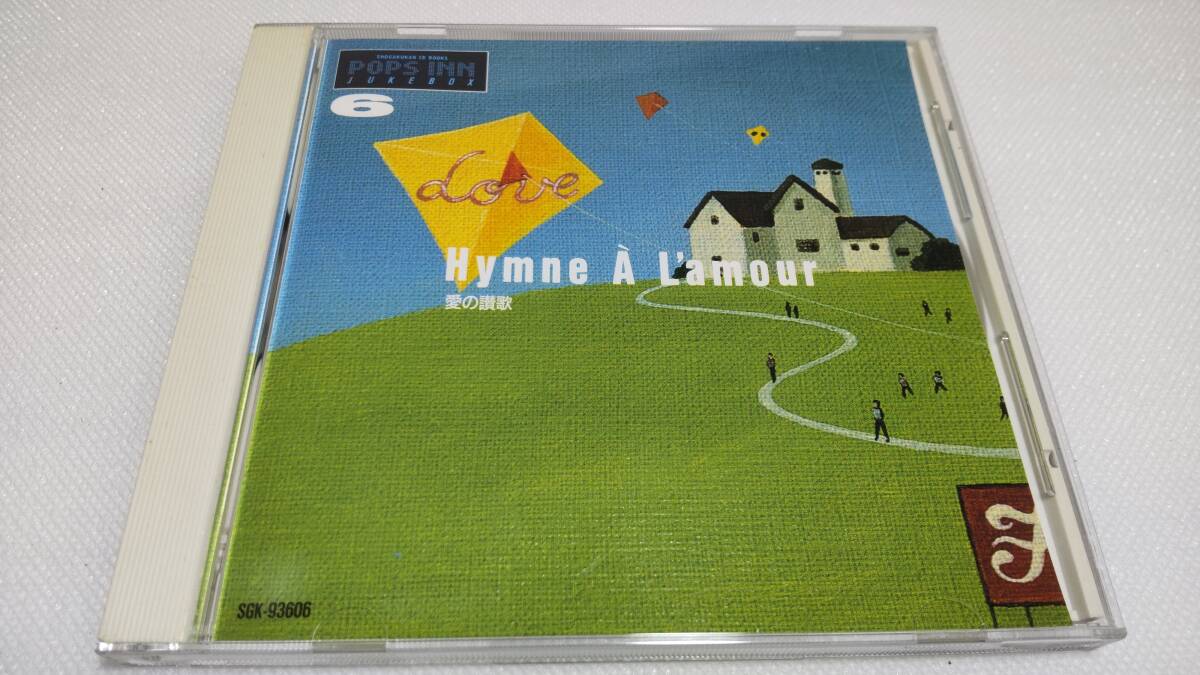 SHOGAKUKAN CD BOOKS
POPS INN
JUKEBOX
6
Love
Hymne À L'amour
愛の讃歌
SGK-93606